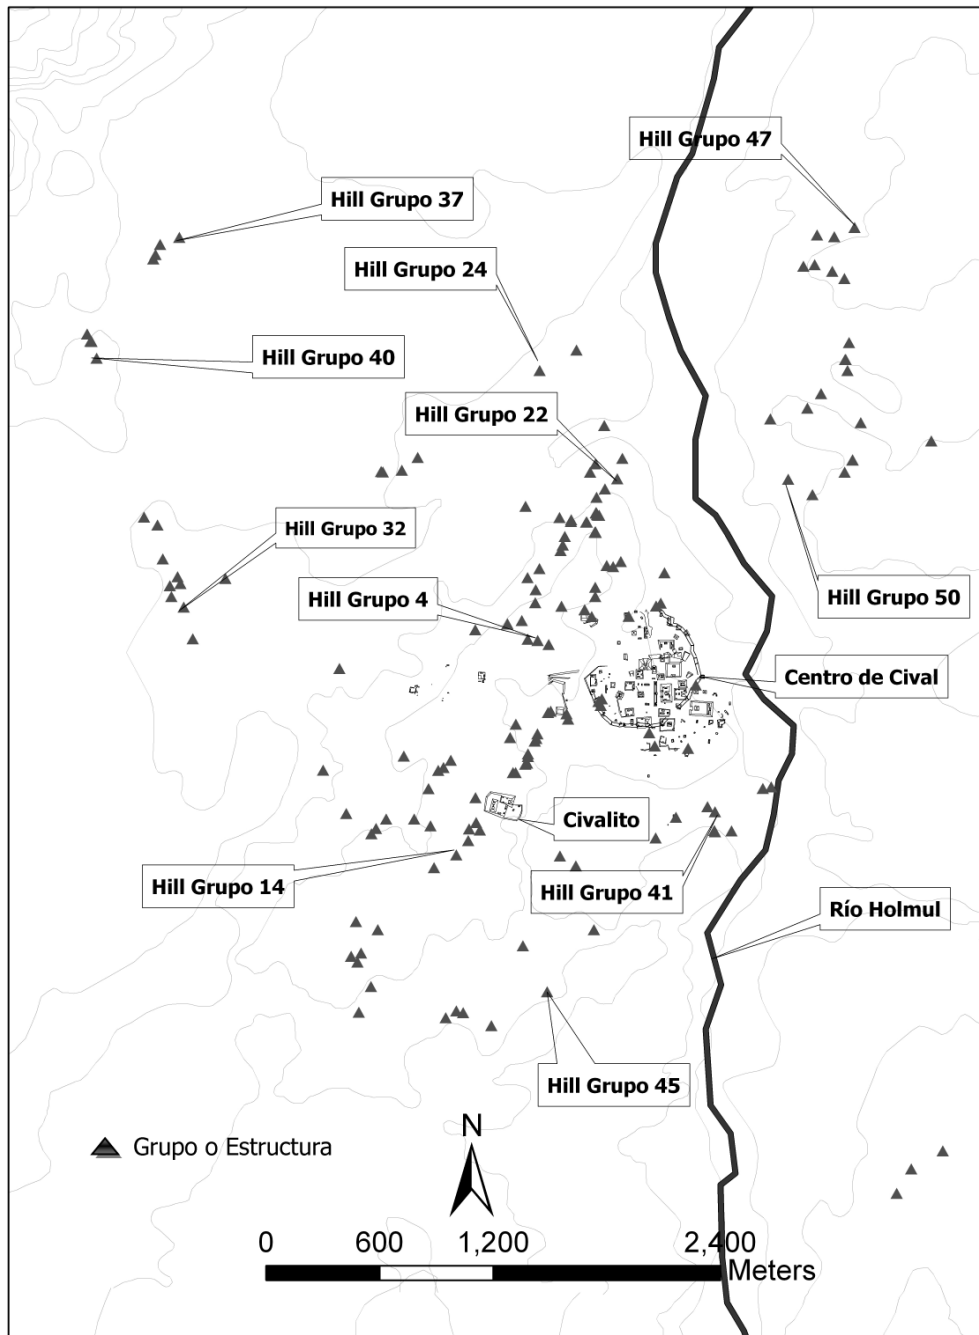 Hill Grupo 47
Hill Grupo 37
Hill Grupo 24
Hill Grupo 40
Hill Grupo 22
Hill Grupo 32
Hill Grupo 4
Hill Grupo 50
Centro de Cival
Civalito
Hill Grupo 14
Hill Grupo 41
Río Holmul
Hill Grupo 45
N
Grupo o Estructura
0 600 1,200 2,400
Meters